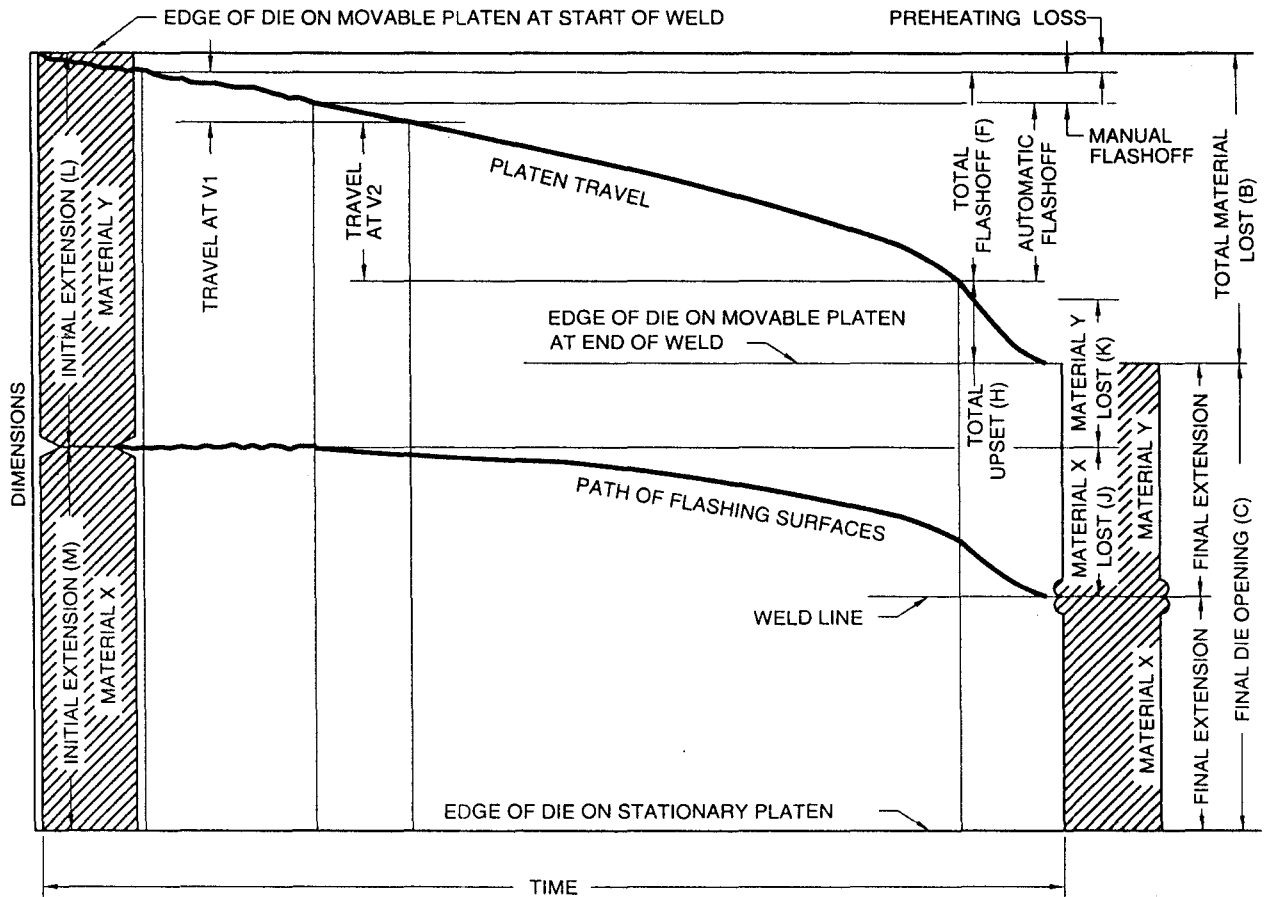 EDGE OF DIE ON MOVABLE PLATEN AT START OF WELD
PREHEATING LOSS
MANUAL
FLASHOFF
INITIAL EXTENSION (L)
MATERIAL Y
TRAVEL AT V1
TRAVEL
AT V2
PLATEN TRAVEL
TOTAL
FLASHOFF (F)
AUTOMATIC
FLASHOFF
TOTAL MATERIAL
LOST (B)
EDGE OF DIE ON MOVABLE PLATEN
AT END OF WELD
TOTAL
UPSET (H)
MATERIAL Y
LOST (K)
MATERIAL X
LOST (J)
MATERIAL Y
FINAL EXTENSION
FINAL DIE OPENING (C)
DIMENSIONS
INITIAL EXTENSION (M)
MATERIAL X
PATH OF FLASHING SURFACES
WELD LINE
MATERIAL X
FINAL EXTENSION
EDGE OF DIE ON STATIONARY PLATEN
TIME